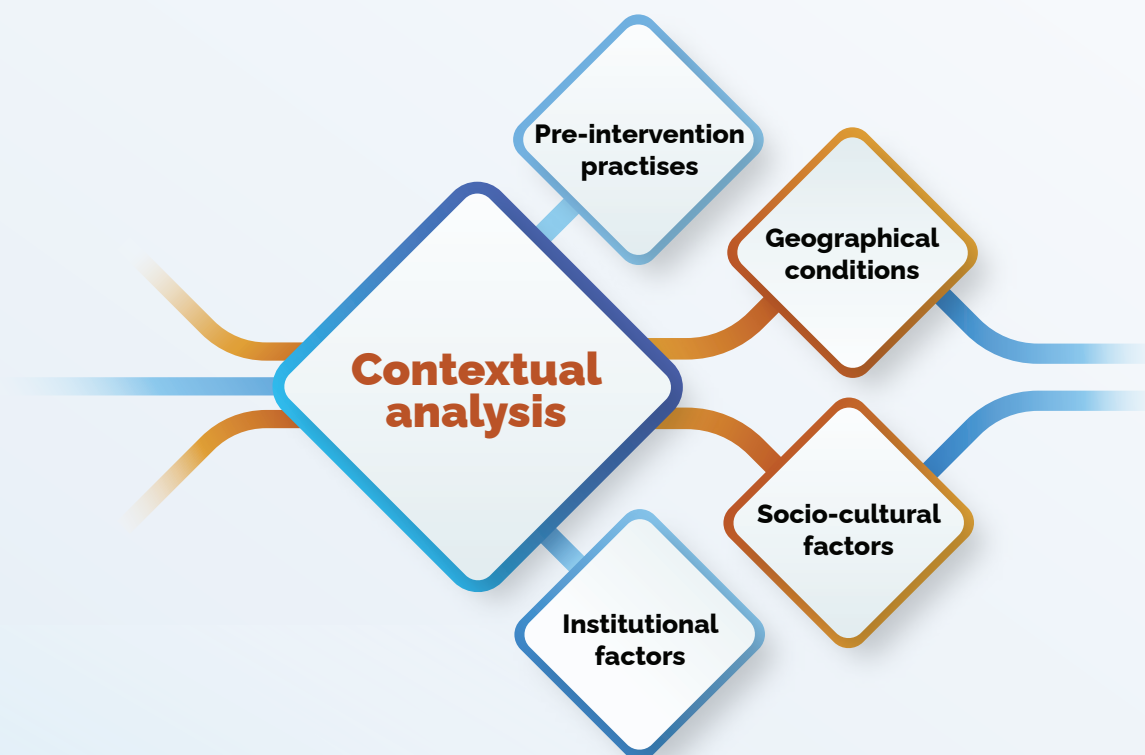 Pre-intervention
practises
Geographical
conditions
Contextual
analysis
Socio-cultural
factors
Institutional
factors